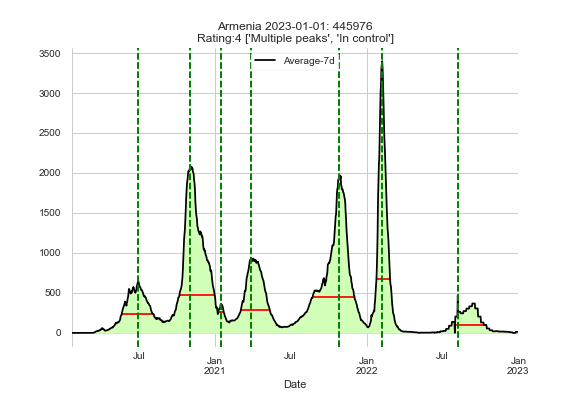 Armenia 2023-01-01: 445976
Rating:4 ['Multiple peaks', 'In control']
Average-7d
3500
3000
2500
2000
1500
1000
500
0
Jul
Jan
2021
Jul
Jan
2022
Jul
Jan
2023
Date